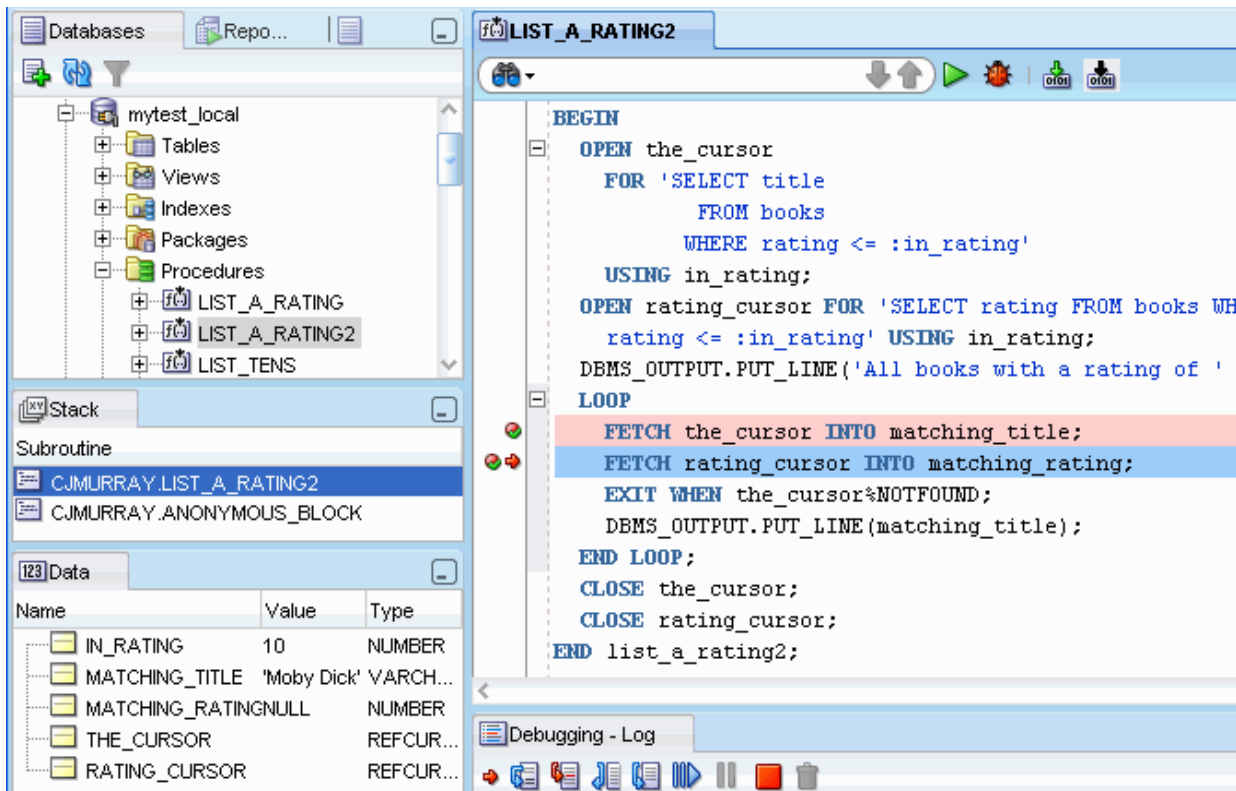 Databases
Repo...
mytest_local
Tables
Views
Indexes
Packages
Procedures
LIST_A_RATING
LIST_A_RATING2
LIST_TENS
Stack
Subroutine
CJMURRAY.LIST_A_RATING2
CJMURRAY.ANONYMOUS_BLOCK
123 Data
Name Value Type
IN_RATING 10 NUMBER
MATCHING_TITLE 'Moby Dick' VARCH...
MATCHING_RATING NULL NUMBER
THE_CURSOR REFCUR...
RATING_CURSOR REFCUR...
LIST_A_RATING2
BEGIN
OPEN the_cursor
FOR 'SELECT title
FROM books
WHERE rating <= :in_rating'
USING in_rating;
OPEN rating_cursor FOR 'SELECT rating FROM books WH
rating <= :in_rating' USING in_rating;
DBMS_OUTPUT.PUT_LINE('All books with a rating of '
LOOP
FETCH the_cursor INTO matching_title;
FETCH rating_cursor INTO matching_rating;
EXIT WHEN the_cursor%NOTFOUND;
DBMS_OUTPUT.PUT_LINE(matching_title);
END LOOP;
CLOSE the_cursor;
CLOSE rating_cursor;
END list_a_rating2;
Debugging - Log